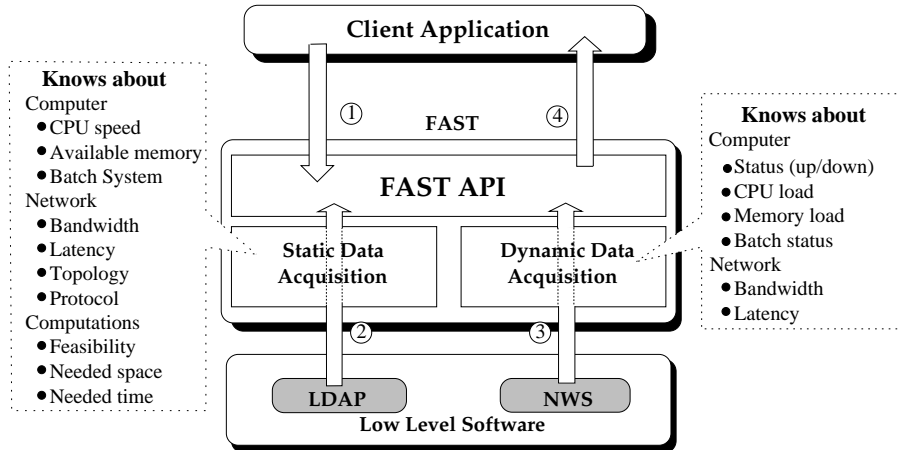 Client Application
Knows about
Computer
● CPU speed
● Available memory
● Batch System
Network
● Bandwidth
● Latency
● Topology
● Protocol
Computations
● Feasibility
● Needed space
● Needed time
1
4
FAST
FAST API
Static Data
Acquisition
Dynamic Data
Acquisition
2
3
LDAP
NWS
Low Level Software
Knows about
Computer
● Status (up/down)
● CPU load
● Memory load
● Batch status
Network
● Bandwidth
● Latency